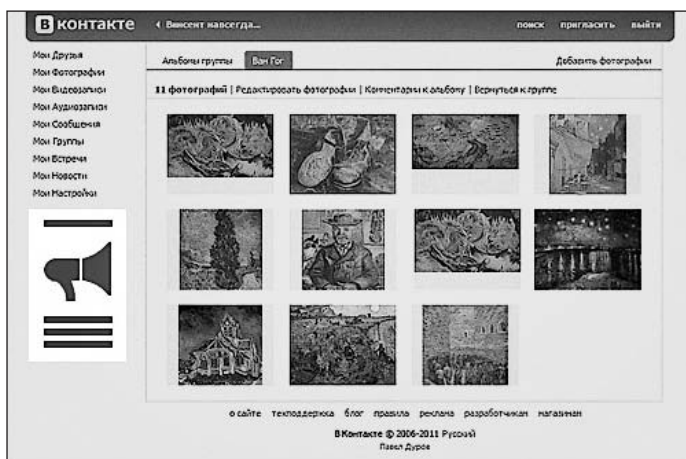 В контакте Винсент навсегда... поиск пригласить выйти
Мои Друзья
Мои Фотографии
Мои Видеозаписи
Мои Аудиозаписи
Мои Сообщения
Мои Группы
Мои Встречи
Мои Новости
Мои Настройки
Альбомы группы Ван Гог Добавить фотографии
11 фотографий | Редактировать фотографии | Комментарии к альбому | Вернуться к группе
о сайте техподдержка блог правила реклама разработчикам магазинам
ВКонтакте © 2006-2011 Русский
Павел Дуров